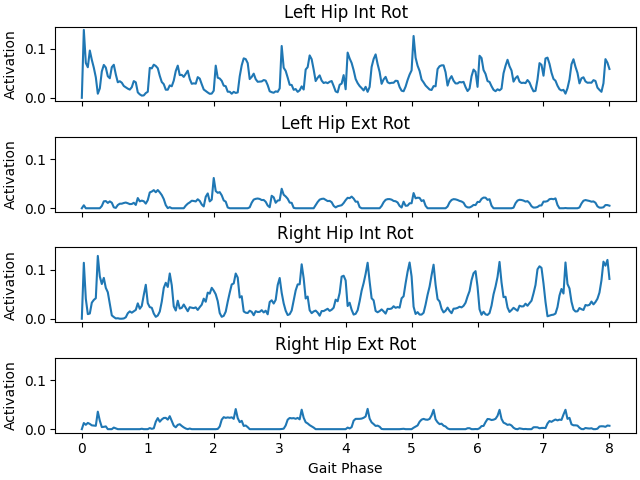 Left Hip Int Rot
Activation
0.1
0.0
Left Hip Ext Rot
Activation
0.1
0.0
Right Hip Int Rot
Activation
0.1
0.0
Right Hip Ext Rot
Activation
0.1
0.0
0 1 2 3 4 5 6 7 8
Gait Phase